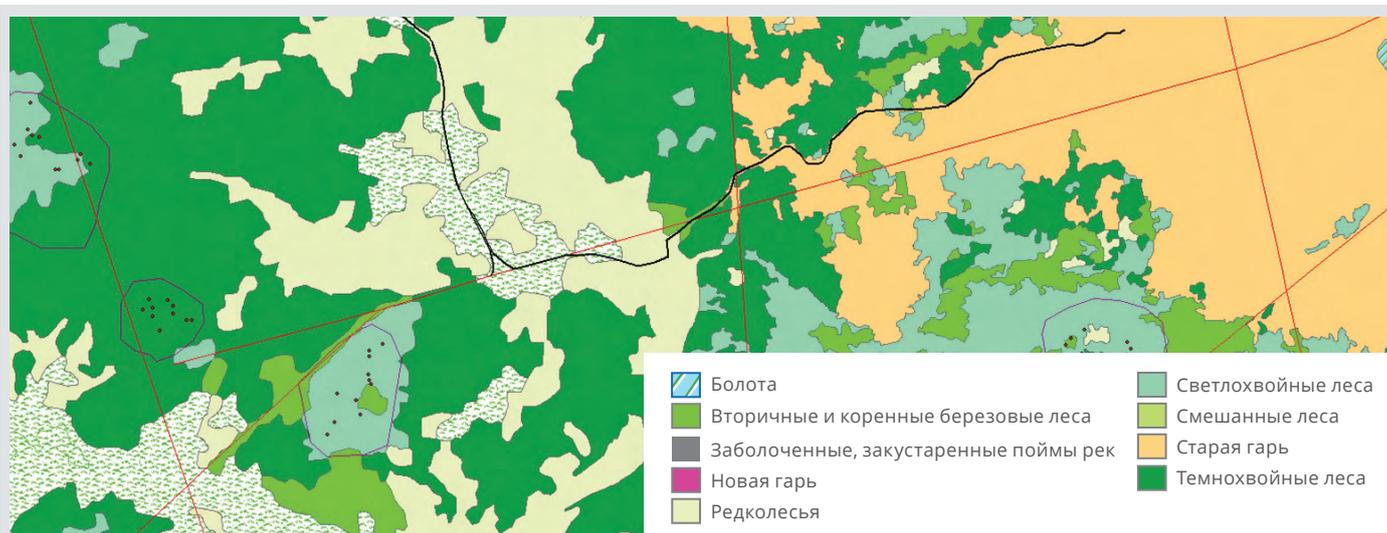 Болота
Вторичные и коренные березовые леса
Заболоченные, закустаренные поймы рек
Новая гарь
Редколесья
Светлохвойные леса
Смешанные леса
Старая гарь
Темнохвойные леса